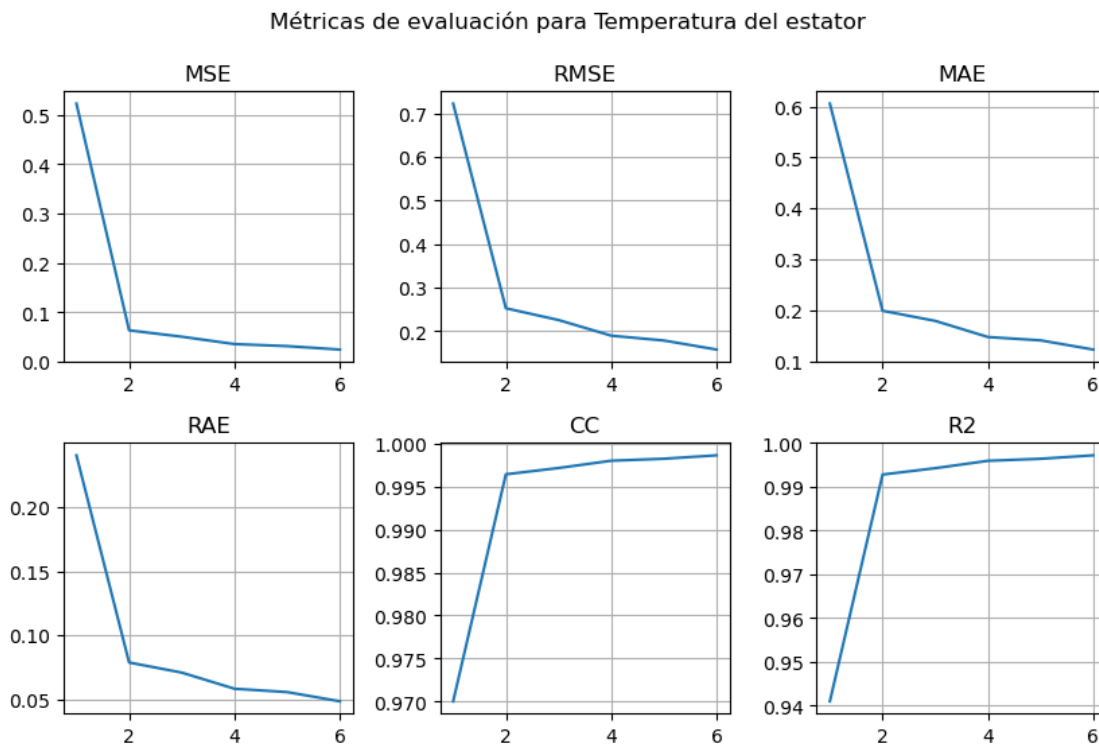 Métricas de evaluación para Temperatura del estator
MSE
0.5
0.4
0.3
0.2
0.1
0.0
2 4 6
RMSE
0.7
0.6
0.5
0.4
0.3
0.2
2 4 6
MAE
0.6
0.5
0.4
0.3
0.2
0.1
2 4 6
RAE
0.20
0.15
0.10
0.05
2 4 6
CC
1.000
0.995
0.990
0.985
0.980
0.975
0.970
2 4 6
R2
1.00
0.99
0.98
0.97
0.96
0.95
0.94
2 4 6